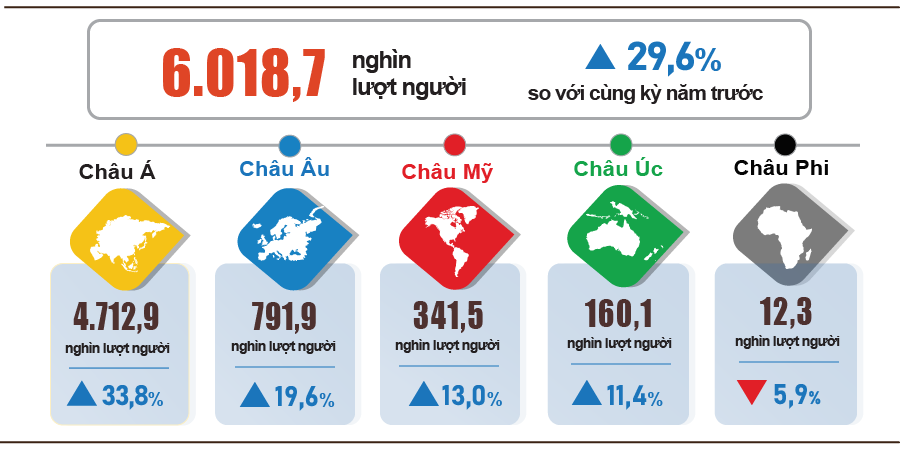 6.018,7
nghìn
lượt người
29,6%
so với cùng kỳ năm trước
Châu Á
Châu Âu
Châu Mỹ
Châu Úc
Châu Phi
4.712,9
nghìn lượt người
33,8%
791,9
nghìn lượt người
19,6%
341,5
nghìn lượt người
13,0%
160,1
nghìn lượt người
11,4%
12,3
nghìn lượt người
5,9%